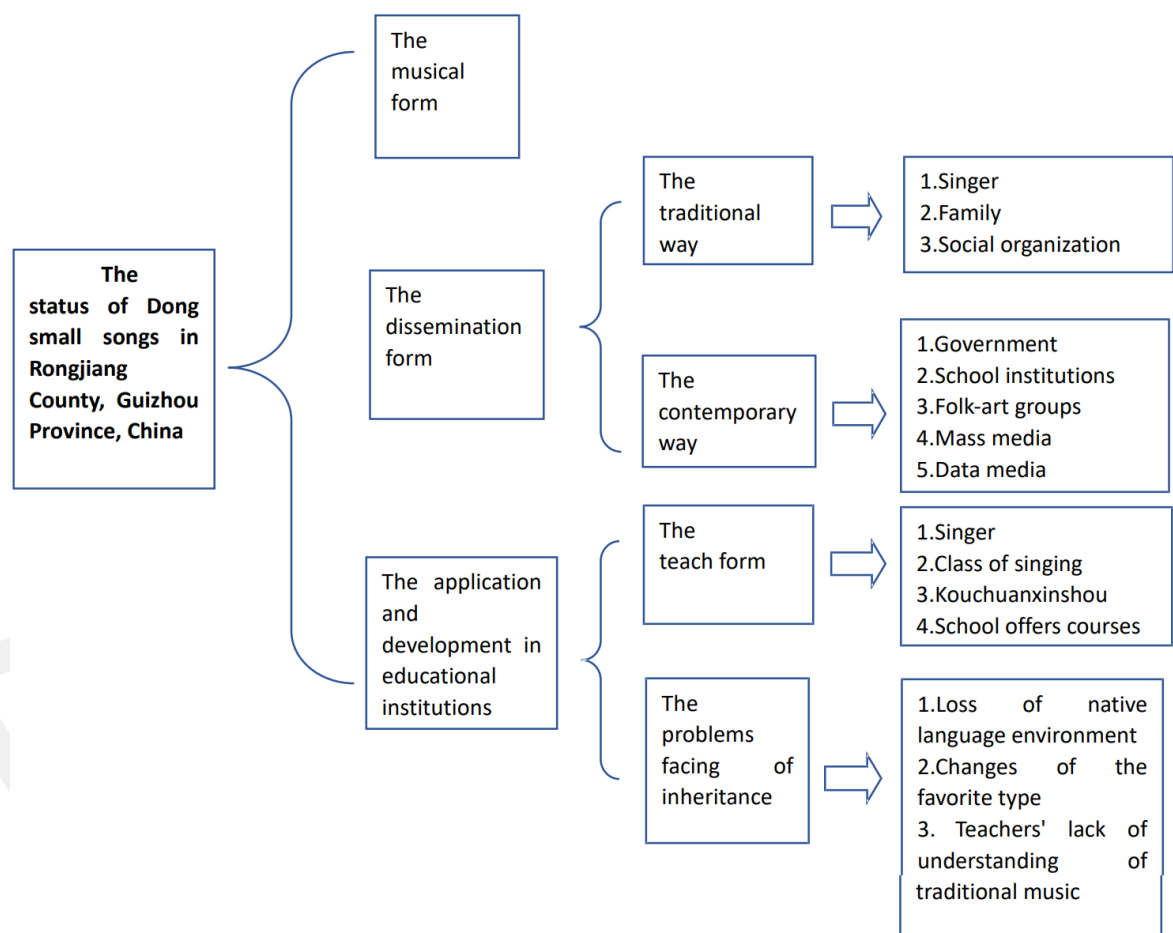 The
status of Dong
small songs in
Rongjiang
County, Guizhou
Province, China
The
musical
form
The
dissemination
form
The
traditional
way
1.Singer
2.Family
3.Social organization
The
contemporary
way
1.Government
2.School institutions
3.Folk-art groups
4.Mass media
5.Data media
The application
and
development in
educational
institutions
The
teach form
1.Singer
2.Class of singing
3.Kouchuanxinshou
4.School offers courses
The
problems
facing of
inheritance
1.Loss of native
language environment
2.Changes of the
favorite type
3. Teachers' lack of
understanding of
traditional music